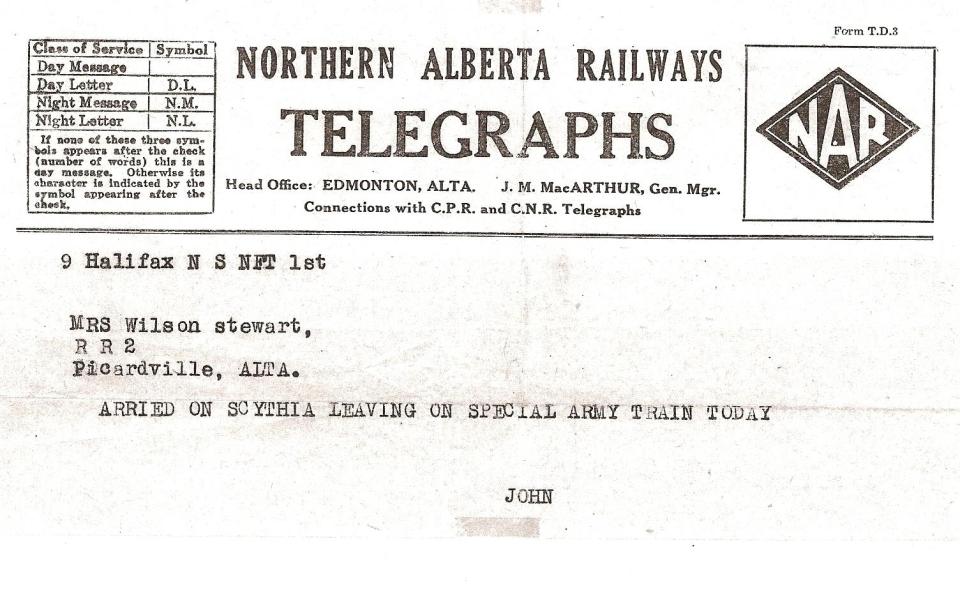 Form T.D.3
Class of Service | Symbol
Day Message
Day Letter | D.L.
Night Message | N.M.
Night Letter | N.L.
If none of these three sym-
bols appears after the check
(number of words) this is a
day message. Otherwise its
character is indicated by the
symbol appearing after the
check.
NORTHERN ALBERTA RAILWAYS
TELEGRAPHS
Head Office: EDMONTON, ALTA. J. M. MacARTHUR, Gen. Mgr.
Connections with C.P.R. and C.N.R. Telegraphs
NAR
9 Halifax N S NFT 1st
MRS Wilson stewart,
R R 2
Picardville, ALTA.
ARRIED ON SCYTHIA LEAVING ON SPECIAL ARMY TRAIN TODAY
JOHN